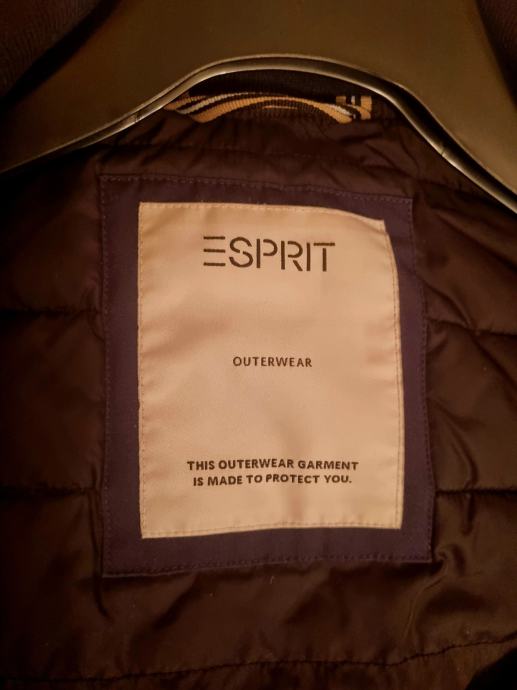 ESPRIT
OUTERWEAR
THIS OUTERWEAR GARMENT
IS MADE TO PROTECT YOU.